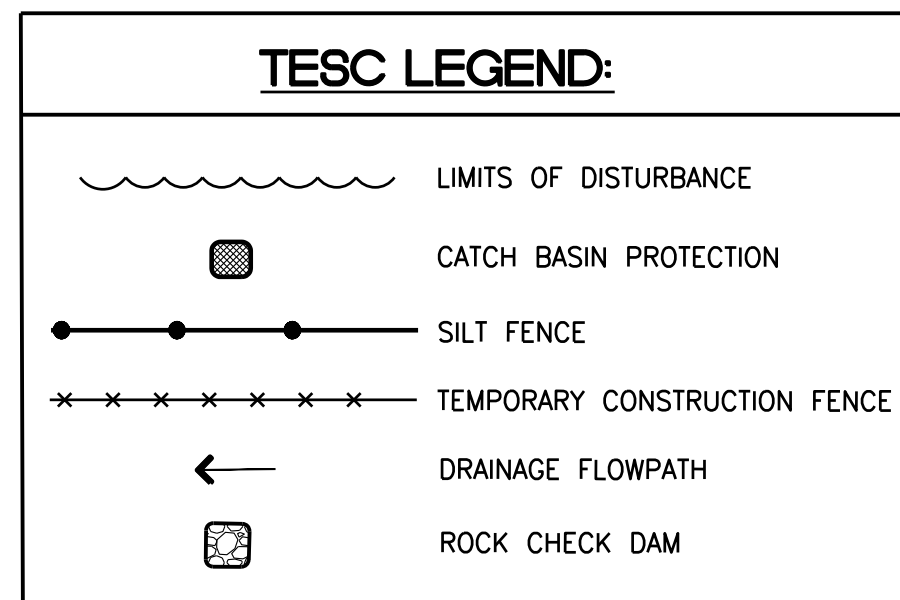 TESC LEGEND:
LIMITS OF DISTURBANCE
CATCH BASIN PROTECTION
SILT FENCE
TEMPORARY CONSTRUCTION FENCE
DRAINAGE FLOWPATH
ROCK CHECK DAM